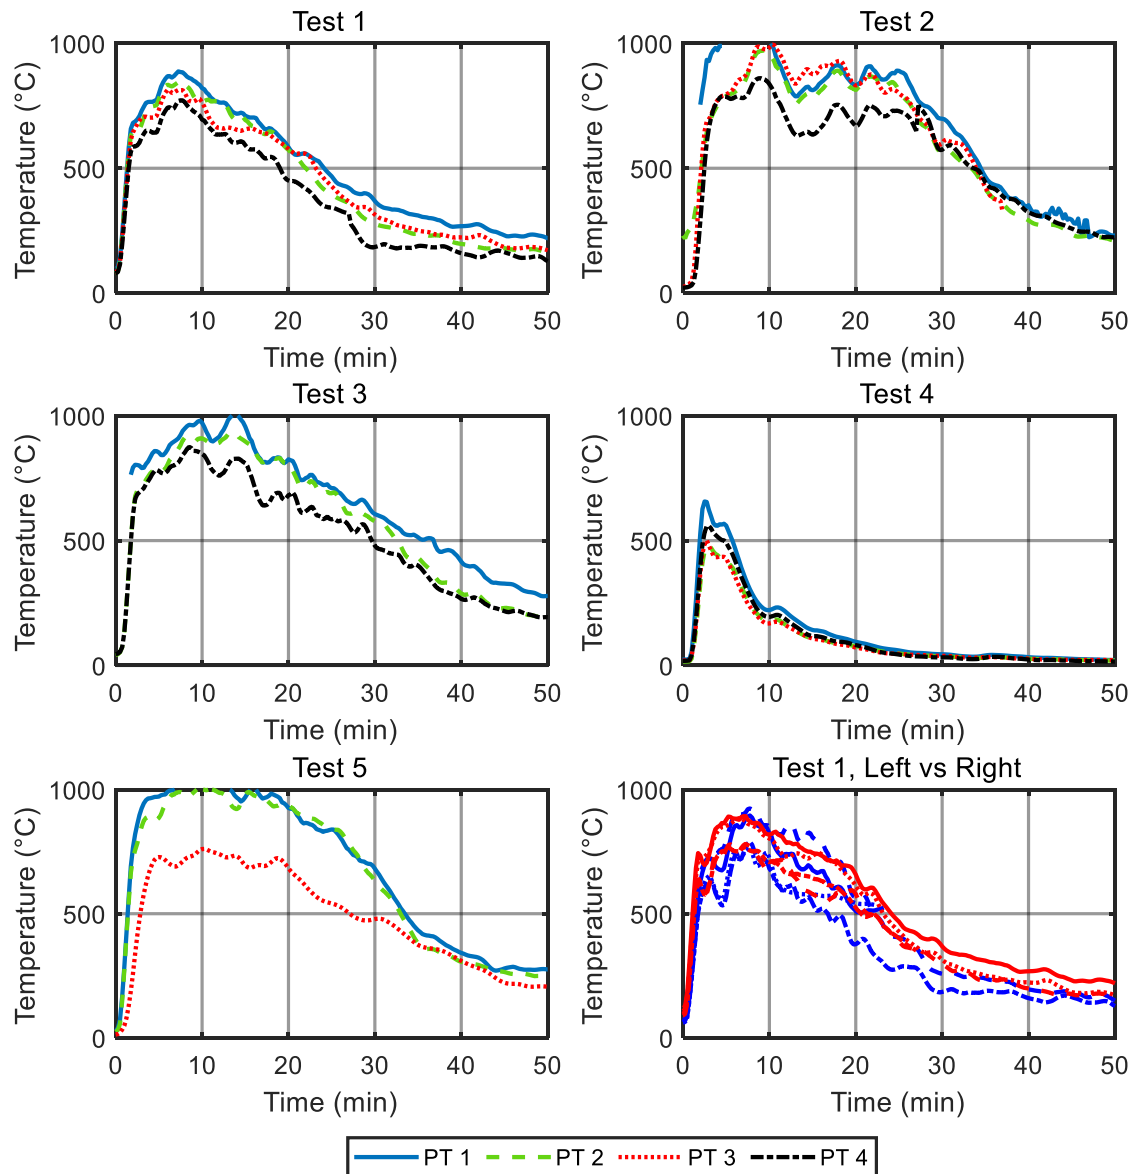 Test 1
Test 2
1000
500
0
Temperature (°C)
0 10 20 30 40 50
Time (min)
1000
500
0
Temperature (°C)
0 10 20 30 40 50
Time (min)
Test 3
Test 4
1000
500
0
Temperature (°C)
0 10 20 30 40 50
Time (min)
1000
500
0
Temperature (°C)
0 10 20 30 40 50
Time (min)
Test 5
Test 1, Left vs Right
1000
500
0
Temperature (°C)
0 10 20 30 40 50
Time (min)
1000
500
0
Temperature (°C)
0 10 20 30 40 50
Time (min)
PT 1 PT 2 PT 3 PT 4